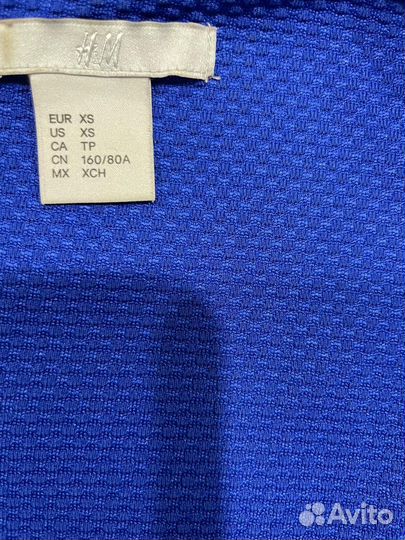 H&M
EUR XS
US XS
CA TP
CN 160/80A
MX XCH
Avito